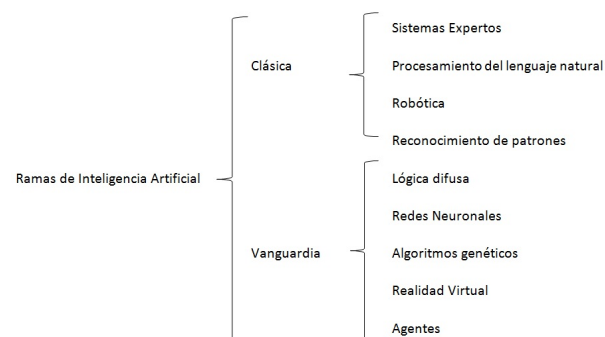 Ramas de Inteligencia Artificial
Clásica
Sistemas Expertos
Procesamiento del lenguaje natural
Robótica
Reconocimiento de patrones
Vanguardia
Lógica difusa
Redes Neuronales
Algoritmos genéticos
Realidad Virtual
Agentes